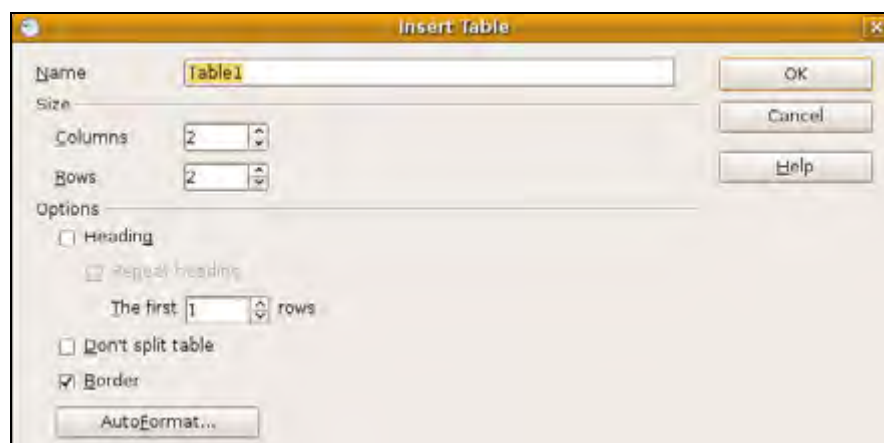 Insert Table
Name Table1 OK
Size
Cancel
Columns 2
Help
Rows 2
Options
Heading
Repeat heading
The first 1 rows
Don't split table
Border
AutoFormat...